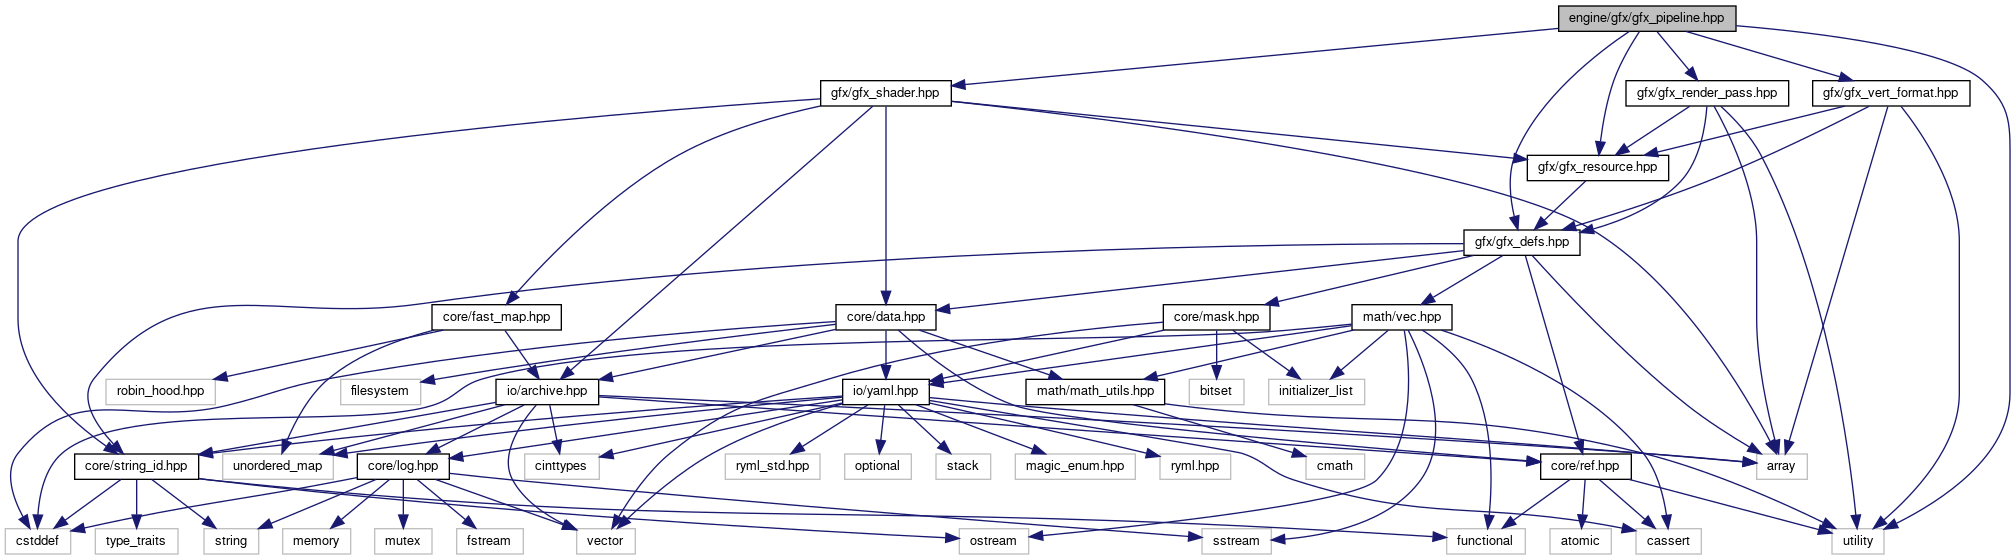 engine/gfx/gfx_pipeline.hpp
gfx/gfx_shader.hpp
gfx/gfx_render_pass.hpp
gfx/gfx_vert_format.hpp
gfx/gfx_resource.hpp
gfx/gfx_defs.hpp
core/fast_map.hpp
core/data.hpp
core/mask.hpp
math/vec.hpp
robin_hood.hpp
filesystem
io/archive.hpp
io/yaml.hpp
math/math_utils.hpp
bitset
initializer_list
core/string_id.hpp
unordered_map
core/log.hpp
cinttypes
ryml_std.hpp
optional
stack
magic_enum.hpp
ryml.hpp
cmath
core/ref.hpp
array
cstddef
type_traits
string
memory
mutex
fstream
vector
ostream
sstream
functional
atomic
cassert
utility